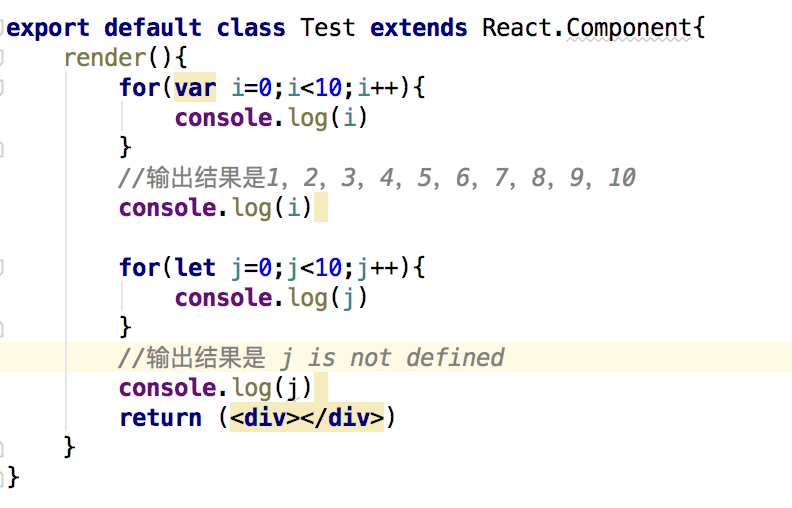 export default class Test extends React.Component{
render(){
for(var i=0;i<10;i++){
console.log(i)
}
//输出结果是1, 2, 3, 4, 5, 6, 7, 8, 9, 10
console.log(i)
for(let j=0;j<10;j++){
console.log(j)
}
//输出结果是 j is not defined
console.log(j)
return (<div></div>)
}
}